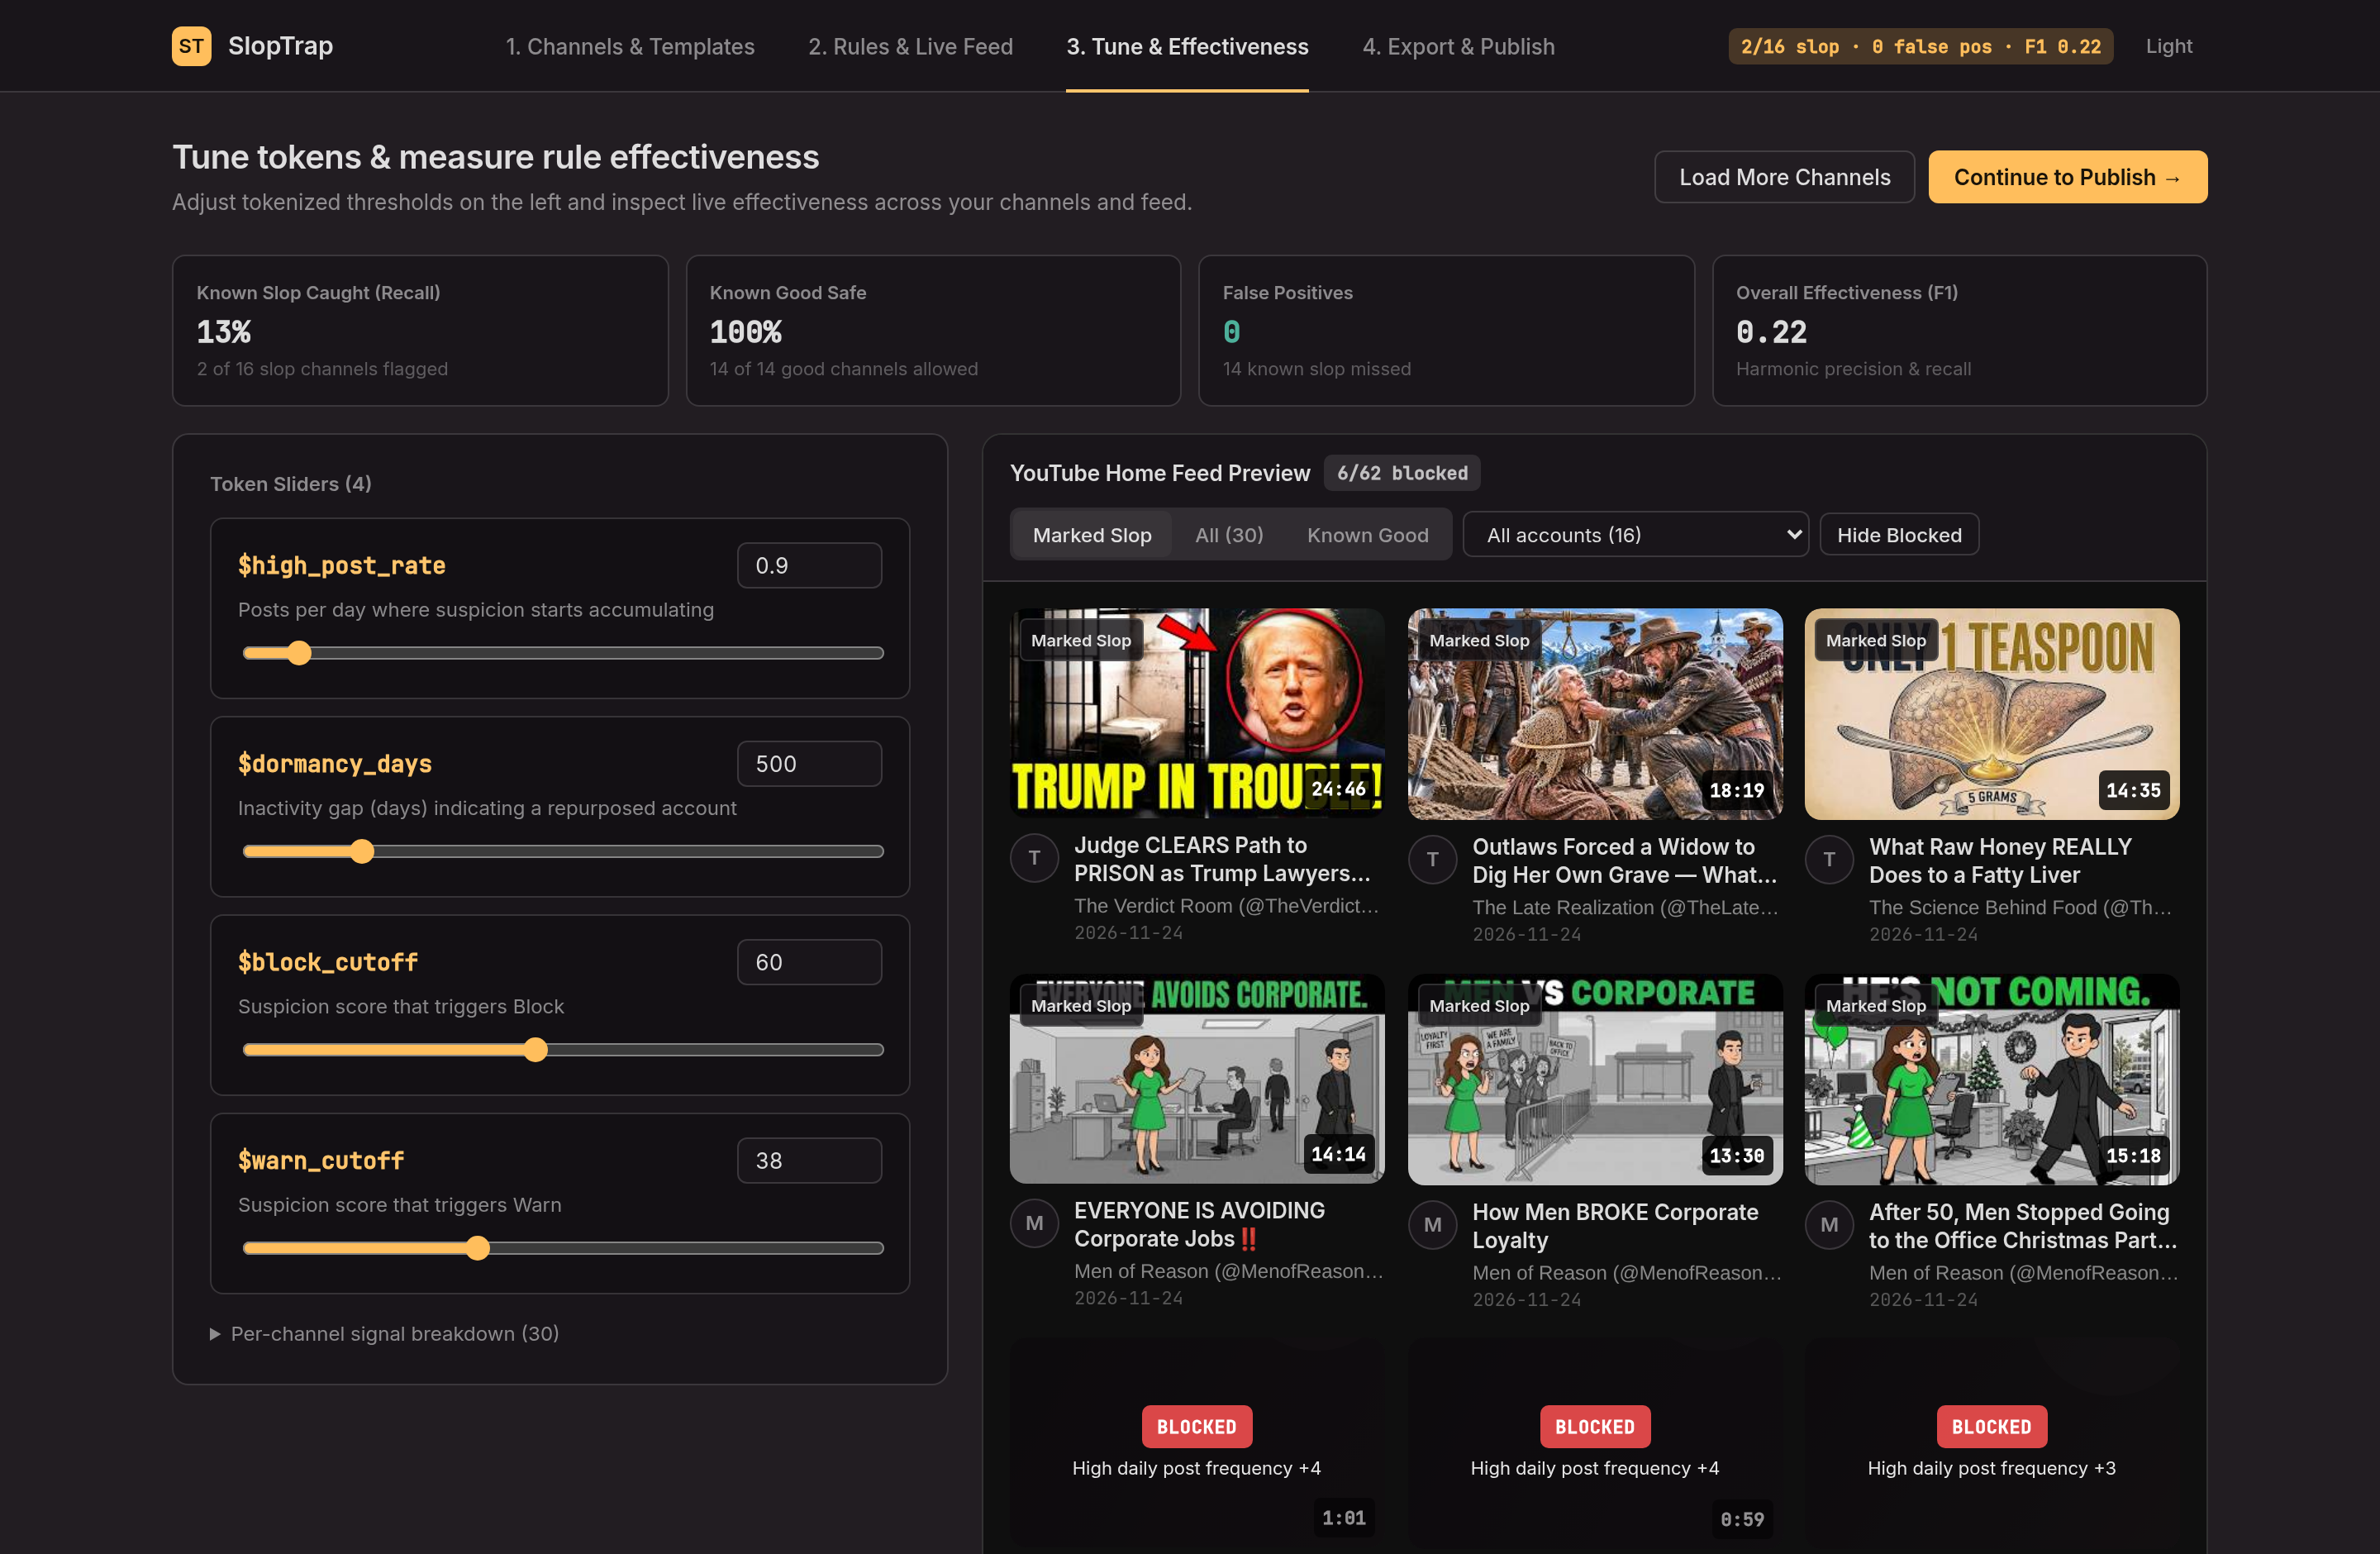 ST SlopTrap 1. Channels & Templates 2. Rules & Live Feed 3. Tune & Effectiveness 4. Export & Publish 2/16 slop · 0 false pos · F1 0.22 Light
Tune tokens & measure rule effectiveness
Adjust tokenized thresholds on the left and inspect live effectiveness across your channels and feed.
Load More Channels Continue to Publish →
Known Slop Caught (Recall)
13%
2 of 16 slop channels flagged
Known Good Safe
100%
14 of 14 good channels allowed
False Positives
0
14 known slop missed
Overall Effectiveness (F1)
0.22
Harmonic precision & recall
Token Sliders (4)
$high_post_rate 0.9
Posts per day where suspicion starts accumulating
$dormancy_days 500
Inactivity gap (days) indicating a repurposed account
$block_cutoff 60
Suspicion score that triggers Block
$warn_cutoff 38
Suspicion score that triggers Warn
▶ Per-channel signal breakdown (30)
YouTube Home Feed Preview 6/62 blocked
Marked Slop All (30) Known Good All accounts (16) Hide Blocked
Marked Slop
TRUMP IN TROUBLE!
24:46
T
Judge CLEARS Path to
PRISON as Trump Lawyers...
The Verdict Room (@TheVerdict...
2026-11-24
Marked Slop
18:19
T
Outlaws Forced a Widow to
Dig Her Own Grave — What...
The Late Realization (@TheLate...
2026-11-24
Marked Slop
ONLY 1 TEASPOON
5 GRAMS
14:35
T
What Raw Honey REALLY
Does to a Fatty Liver
The Science Behind Food (@Th...
2026-11-24
Marked Slop
EVERYONE AVOIDS CORPORATE.
14:14
M
EVERYONE IS AVOIDING
Corporate Jobs ‼️
Men of Reason (@MenofReason...
2026-11-24
Marked Slop
MEN VS CORPORATE
LOYALTY FIRST
WE ARE A FAMILY
BACK TO OFFICE
13:30
M
How Men BROKE Corporate
Loyalty
Men of Reason (@MenofReason...
2026-11-24
Marked Slop
HE'S NOT COMING.
15:18
M
After 50, Men Stopped Going
to the Office Christmas Part...
Men of Reason (@MenofReason...
2026-11-24
BLOCKED
High daily post frequency +4
1:01
BLOCKED
High daily post frequency +4
0:59
BLOCKED
High daily post frequency +3